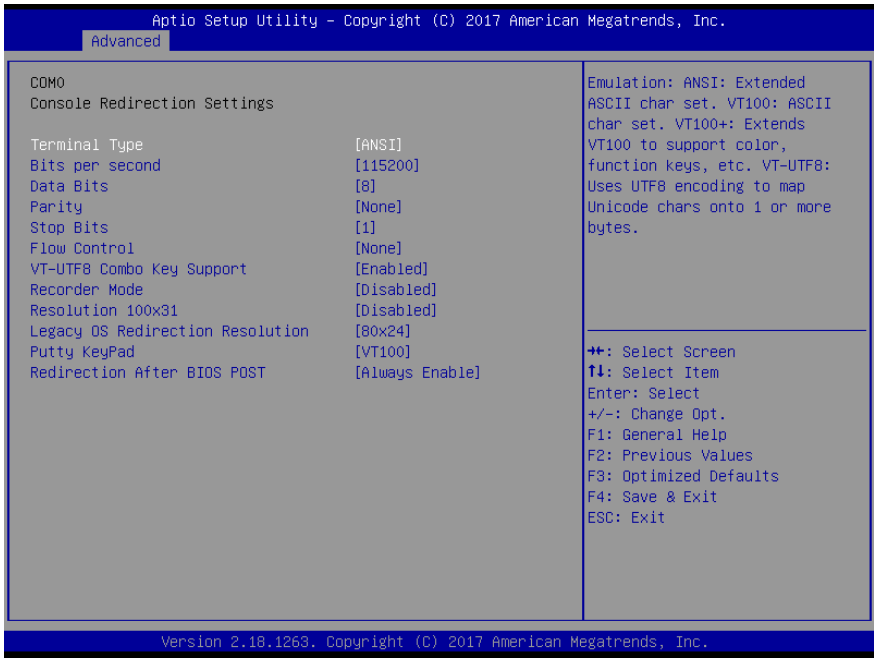 Aptio Setup Utility – Copyright (C) 2017 American Megatrends, Inc.
Advanced
COM0
Console Redirection Settings
Terminal Type [ANSI]
Bits per second [115200]
Data Bits [8]
Parity [None]
Stop Bits [1]
Flow Control [None]
VT-UTF8 Combo Key Support [Enabled]
Recorder Mode [Disabled]
Resolution 100x31 [Disabled]
Legacy OS Redirection Resolution [80x24]
Putty KeyPad [VT100]
Redirection After BIOS POST [Always Enable]
Emulation: ANSI: Extended
ASCII char set. VT100: ASCII
char set. VT100+: Extends
VT100 to support color,
function keys, etc. VT-UTF8:
Uses UTF8 encoding to map
Unicode chars onto 1 or more
bytes.
→←: Select Screen
↑↓: Select Item
Enter: Select
+/-: Change Opt.
F1: General Help
F2: Previous Values
F3: Optimized Defaults
F4: Save & Exit
ESC: Exit
Version 2.18.1263. Copyright (C) 2017 American Megatrends, Inc.